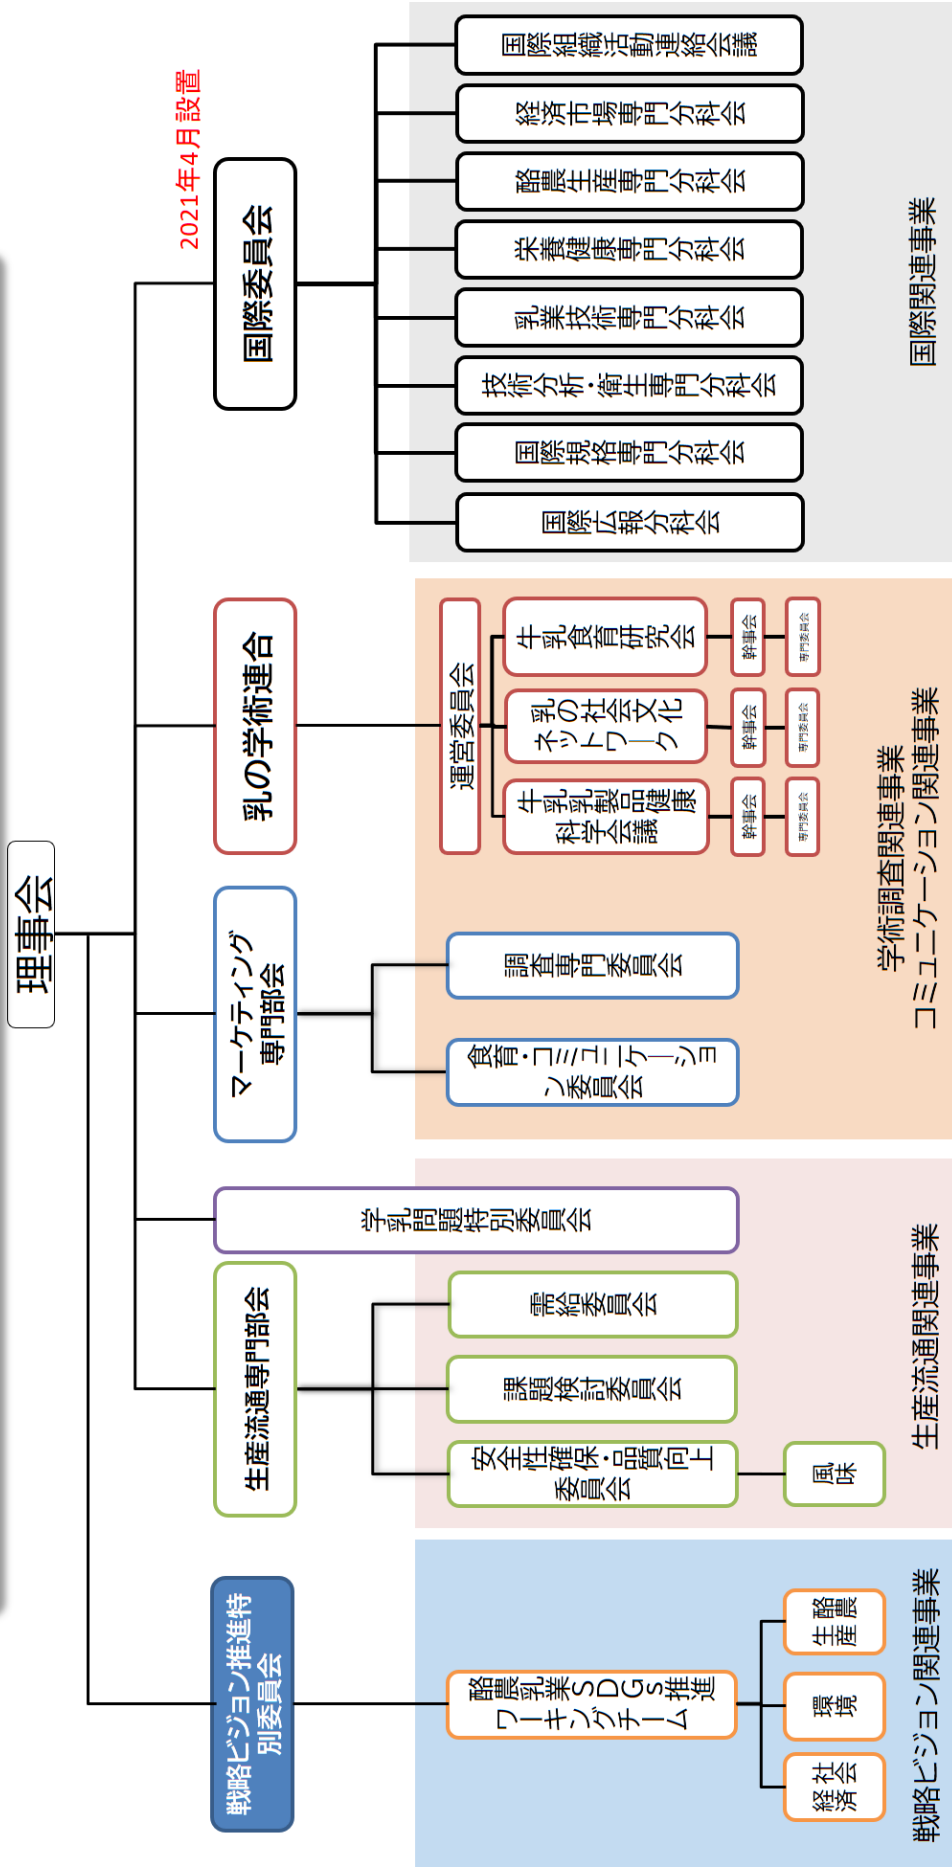 理事会
戦略ビジョン推進特
別委員会
生産流通専門部会
学乳問題特別委員会
マーケティング
専門部会
乳の学術連合
国際委員会
2021年4月設置
酪農乳業SDGs推進
ワーキングチーム
経済
社会
環境
酪農
生産
戦略ビジョン関連事業
安全性確保・品質向上
委員会
課題検討委員会
需給委員会
風味
生産流通関連事業
食育・コミュニケーショ
ン委員会
調査専門委員会
運営委員会
牛乳乳製品健康
科学会議
乳の社会文化
ネットワーク
牛乳食育研究会
幹事会
幹事会
幹事会
専門委員会
専門委員会
専門委員会
学術調査関連事業
コミュニケーション関連事業
国際広報分科会
国際規格専門分科会
技術分析・衛生専門分科会
乳業技術専門分科会
栄養健康専門分科会
酪農生産専門分科会
経済市場専門分科会
国際組織活動連絡会議
国際関連事業